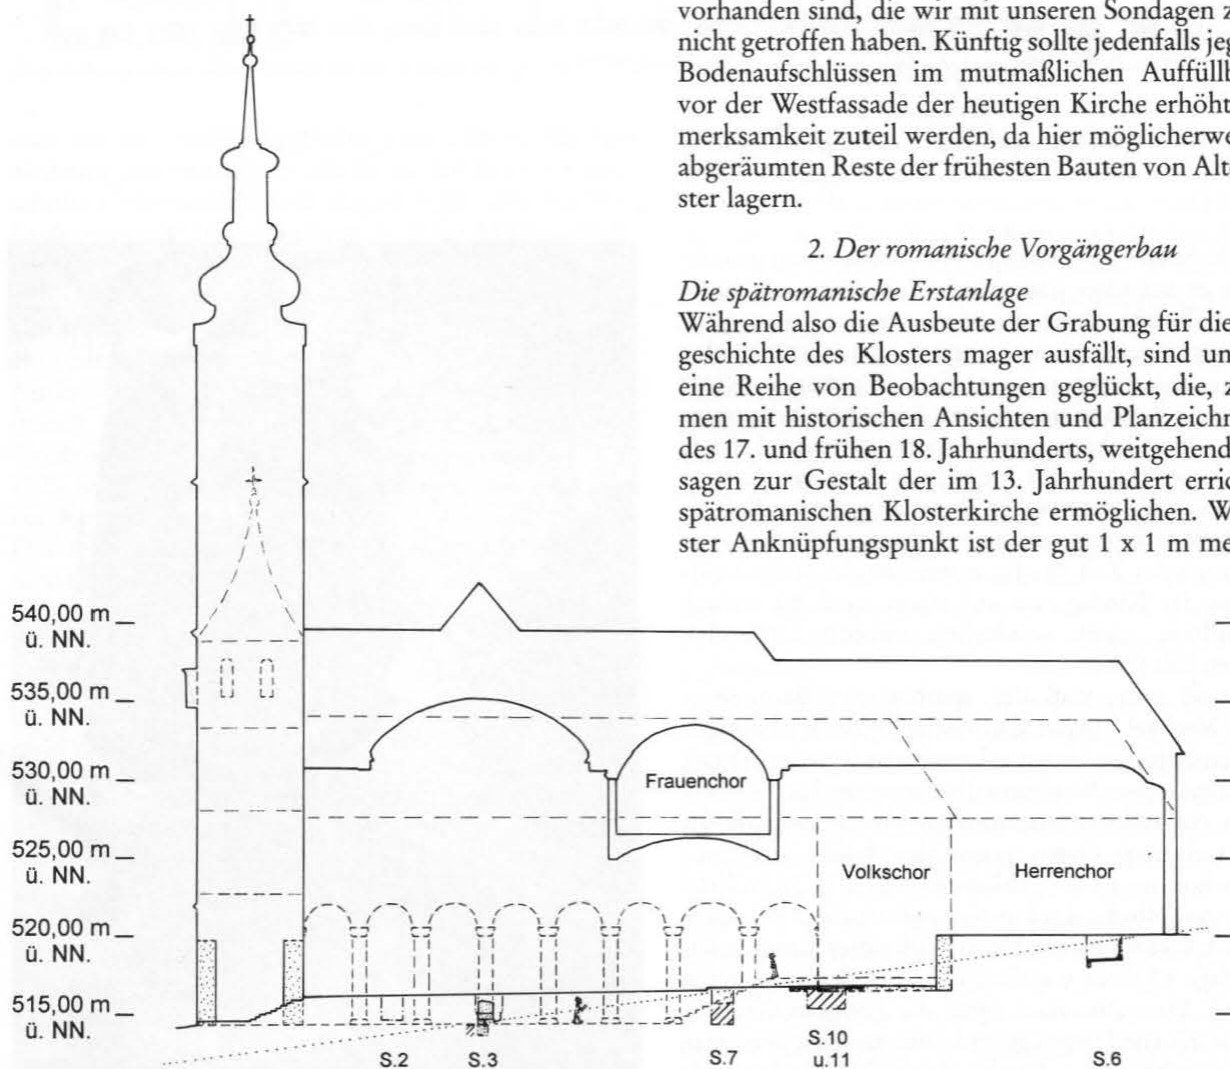 vorhanden sind, die wir mit unseren Sondagen
nicht getroffen haben. Künftig sollte jedenfalls
Bodenaufschlüssen im mutmaßlichen
vor der Westfassade der heutigen Kirche
merksamkeit zuteil werden, da hier
abgeräumten Reste der frühesten Bauten von
ster lagern.
2. Der romanische Vorgängerbau
Die spätromanische Erstanlage
Während also die Ausbeute der Grabung für
geschichte des Klosters mager ausfällt, sind
eine Reihe von Beobachtungen geglückt, die,
men mit historischen Ansichten und
des 17. und frühen 18. Jahrhunderts,
sagen zur Gestalt der im 13. Jahrhundert
spätromanischen Klosterkirche ermöglichen.
ster Anknüpfungspunkt ist der gut 1 x 1 m
540,00 m
ü. NN.
535,00 m
ü. NN.
530,00 m
ü. NN.
525,00 m
ü. NN.
520,00 m
ü. NN.
515,00 m
ü. NN.
Frauenchor
Volkschor
Herrenchor
S.2
S.3
S.7
S.10
u.11
S.6